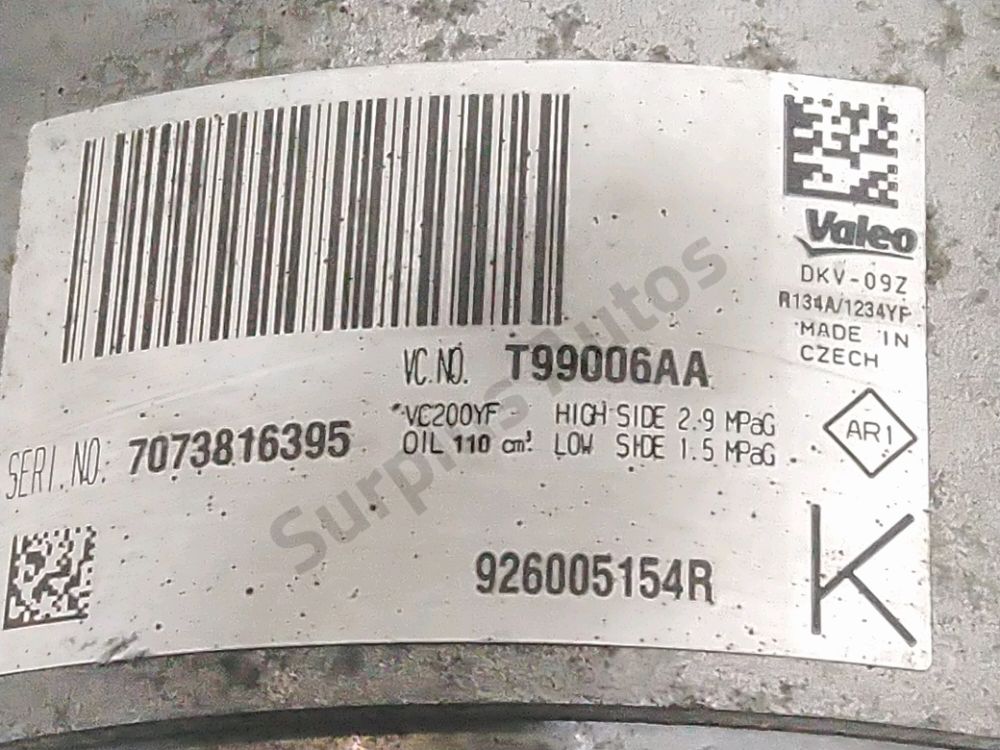 Valeo
DKV-09Z
R134A/1234YF
MADE IN
CZECH
VC.NO. T99006AA
VC200YF HIGH SIDE 2.9 MPaG
OIL 110 cm³ LOW SIDE 1.5 MPaG
SERI.NO: 7073816395
AR1
926005154R
K
Surplus autos